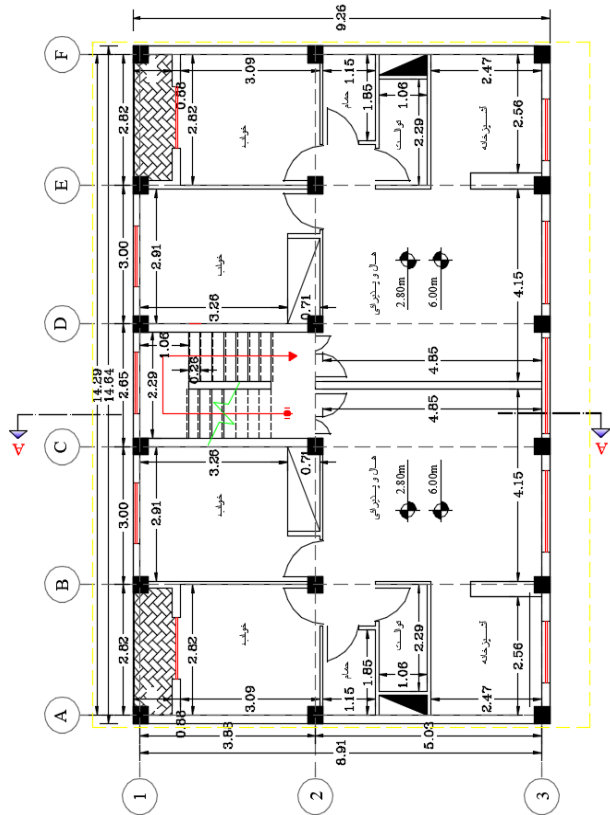 9.26
F
E
D
C
B
A
14.64
14.29
2.82
3.00
2.65
3.00
2.82
0.88
3.09
1.15
2.47
2.82
1.85
1.06
2.29
2.56
خواب
حمام
توالت
آشپزخانه
2.91
3.26
0.71
خواب
هال و پذیرایی
2.80m
6.00m
4.15
1.06
0.26
2.29
4.85
4.85
A
A
2.91
3.26
0.71
خواب
هال و پذیرایی
2.80m
6.00m
4.15
2.82
3.09
0.88
خواب
حمام
توالت
آشپزخانه
1.85
1.15
1.06
2.29
2.47
2.56
3.88
5.03
8.91
1
2
3